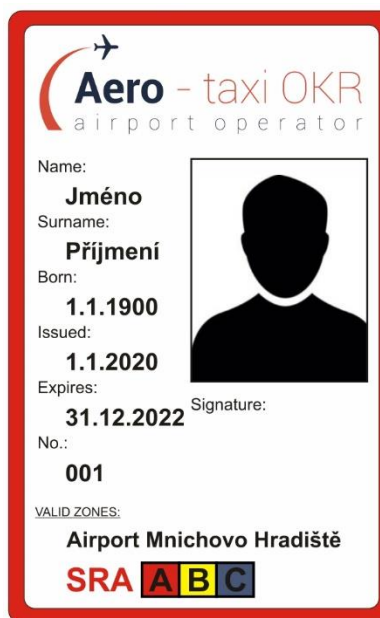 Aero - taxi OKR
airport operator
Name:
Jméno
Surname:
Příjmení
Born:
1.1.1900
Issued:
1.1.2020
Expires:
31.12.2022
Signature:
No.:
001
VALID ZONES:
Airport Mnichovo Hradiště
SRA A B C